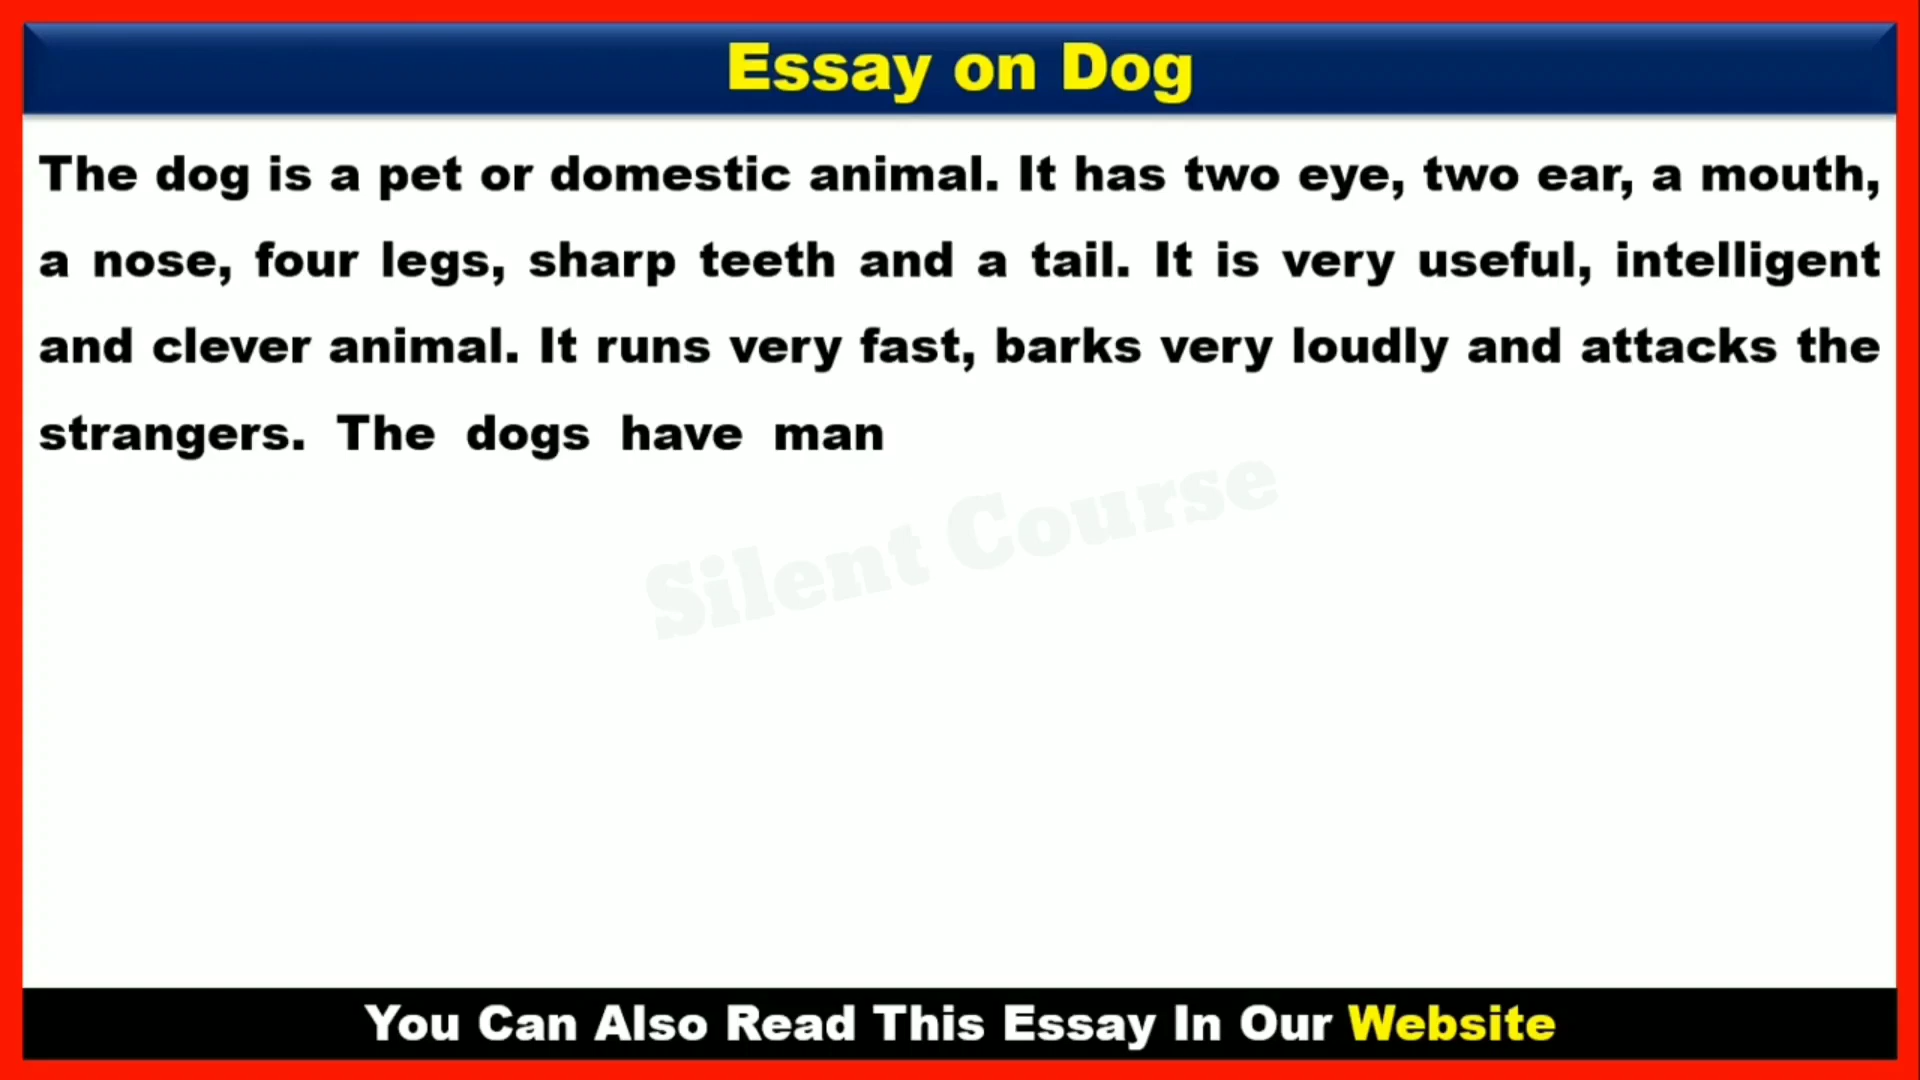 Essay on Dog
The dog is a pet or domestic animal. It has two eye, two ear, a mouth,
a nose, four legs, sharp teeth and a tail. It is very useful, intelligent
and clever animal. It runs very fast, barks very loudly and attacks the
strangers. The dogs have man
Silent Course
You Can Also Read This Essay In Our Website